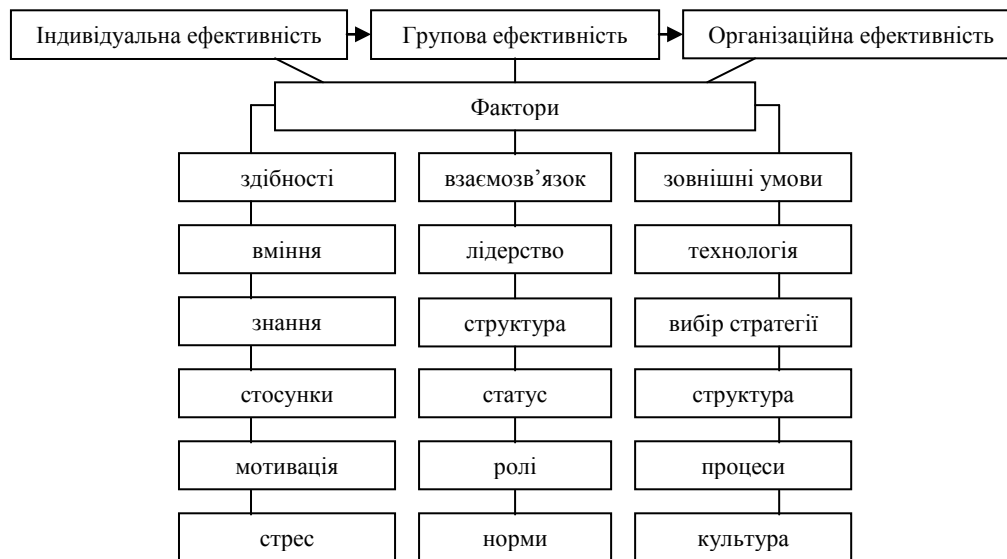 Індивідуальна ефективність
Групова ефективність
Організаційна ефективність
Фактори
здібності
взаємозв’язок
зовнішні умови
вміння
лідерство
технологія
знання
структура
вибір стратегії
стосунки
статус
структура
мотивація
ролі
процеси
стрес
норми
культура